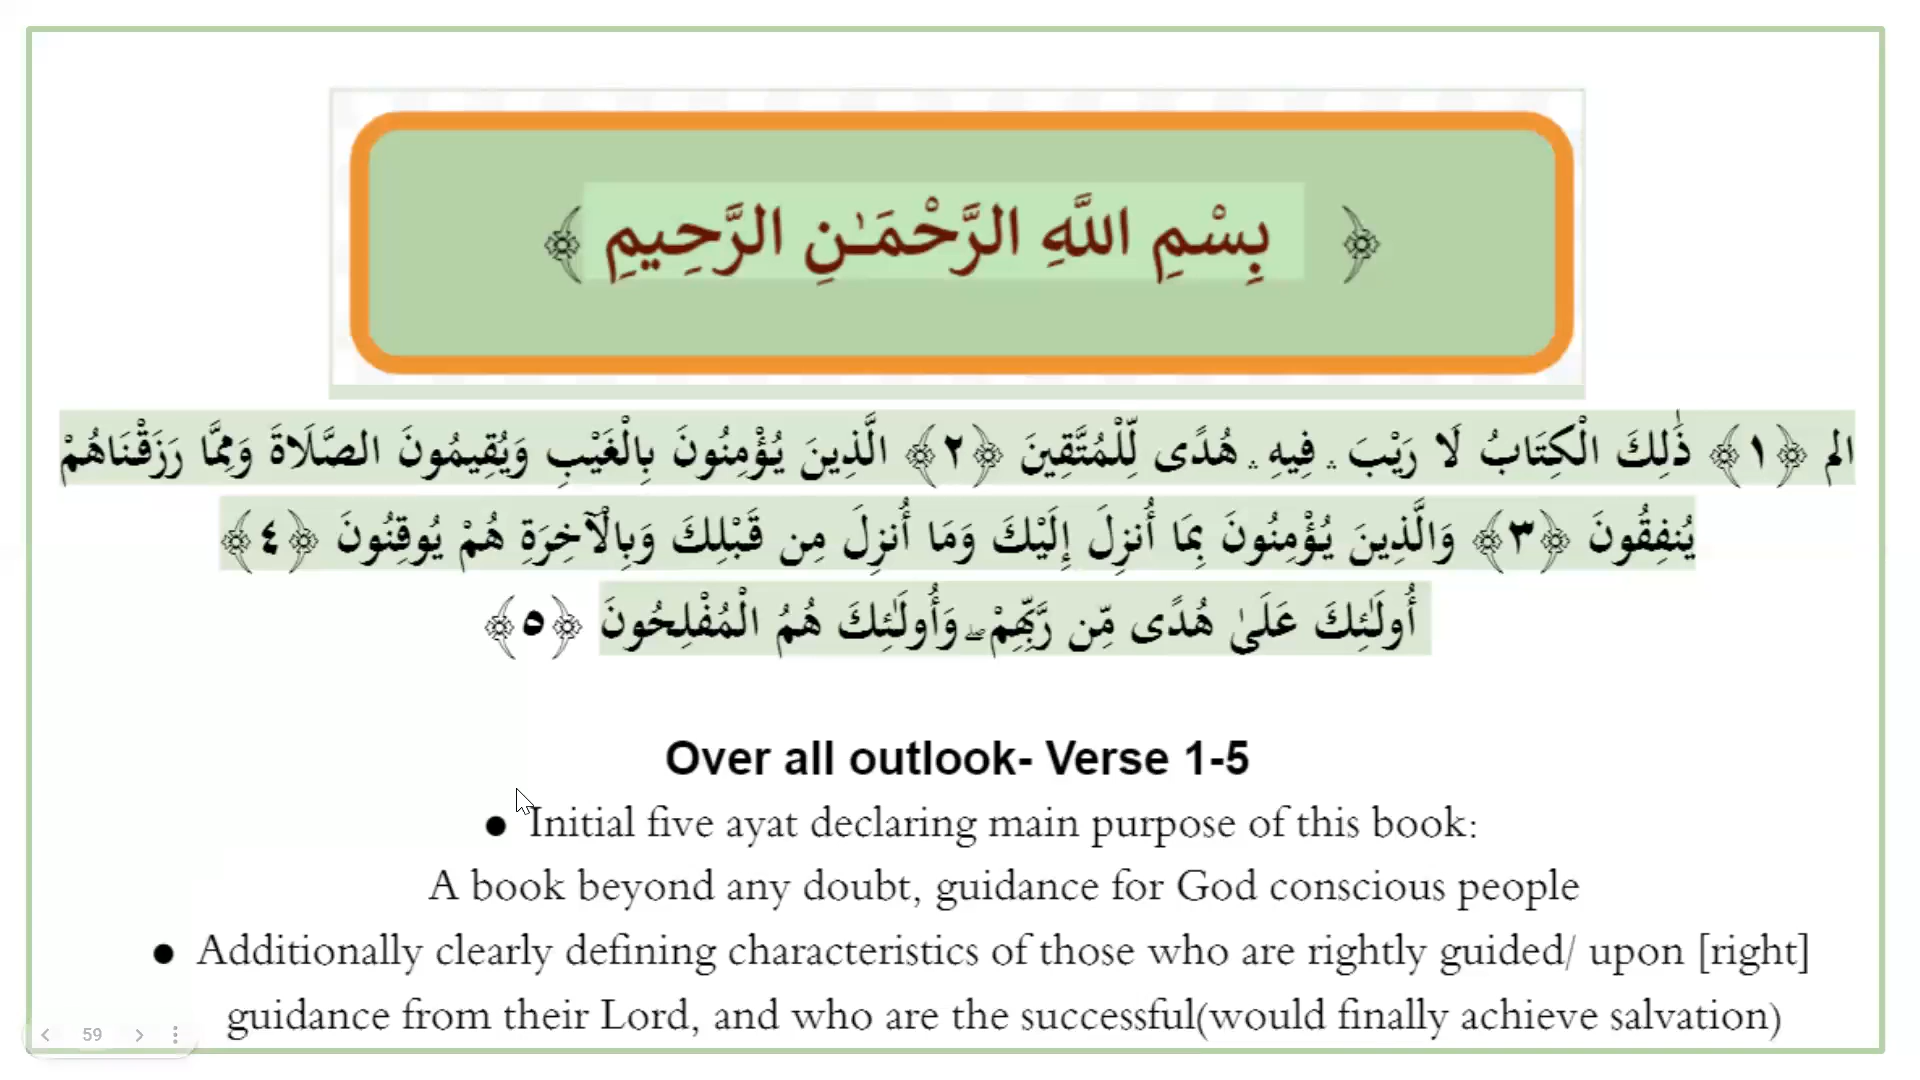 ﴿ بِسْمِ اللَّهِ الرَّحْمَـٰنِ الرَّحِيمِ ﴾
الم ﴿١﴾ ذَٰلِكَ الْكِتَابُ لَا رَيْبَ ۛ فِيهِ ۛ هُدًى لِّلْمُتَّقِينَ ﴿٢﴾ الَّذِينَ يُؤْمِنُونَ بِالْغَيْبِ وَيُقِيمُونَ الصَّلَاةَ وَمِمَّا رَزَقْنَاهُمْ
يُنفِقُونَ ﴿٣﴾ وَالَّذِينَ يُؤْمِنُونَ بِمَا أُنزِلَ إِلَيْكَ وَمَا أُنزِلَ مِن قَبْلِكَ وَبِالْآخِرَةِ هُمْ يُوقِنُونَ ﴿٤﴾
أُولَـٰئِكَ عَلَىٰ هُدًى مِّن رَّبِّهِمْ ۖ وَأُولَـٰئِكَ هُمُ الْمُفْلِحُونَ ﴿٥﴾
Over all outlook- Verse 1-5
● Initial five ayat declaring main purpose of this book:
A book beyond any doubt, guidance for God conscious people
● Additionally clearly defining characteristics of those who are rightly guided/ upon [right]
guidance from their Lord, and who are the successful(would finally achieve salvation)
59